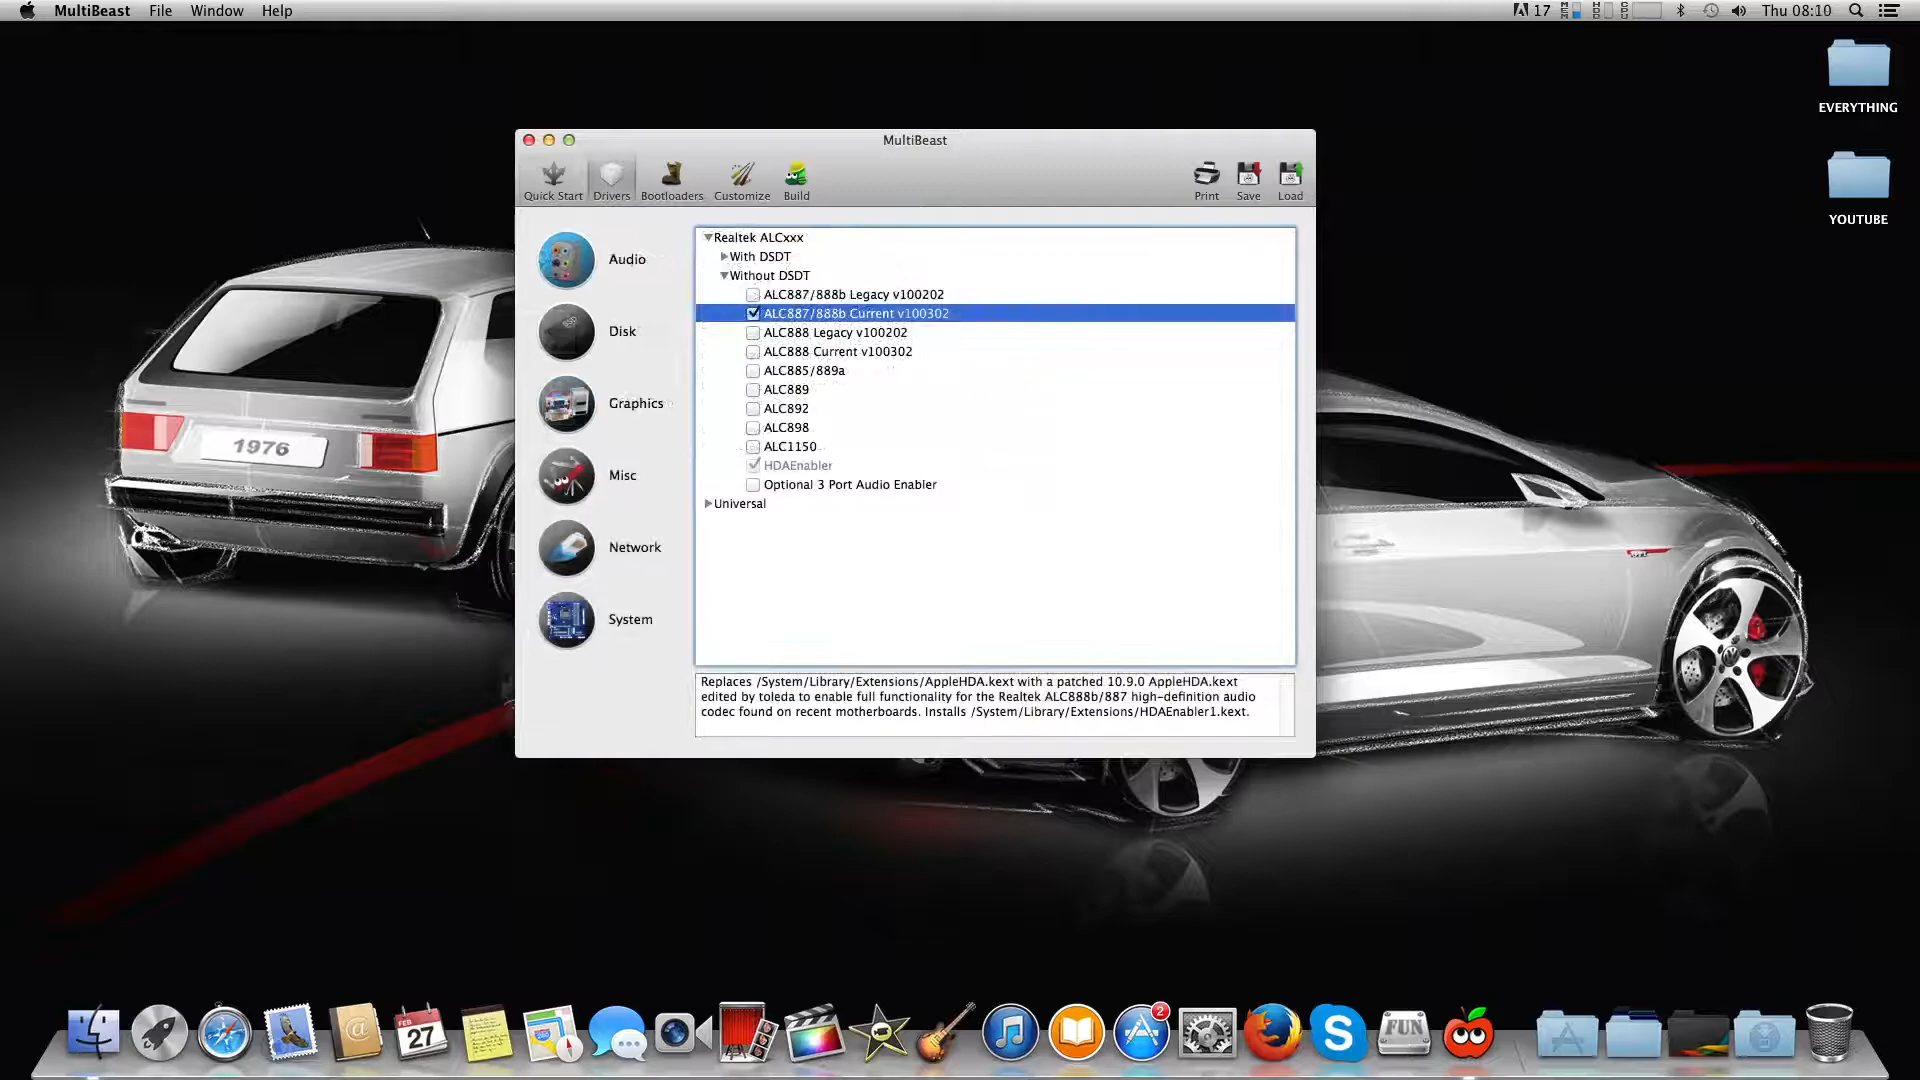 MultiBeast File Window Help
17 Thu 08:10
EVERYTHING
YOUTUBE
MultiBeast
Quick Start Drivers Bootloaders Customize Build Print Save Load
Audio
Disk
Graphics
Misc
Network
System
Realtek ALCxxx
With DSDT
Without DSDT
ALC887/888b Legacy v100202
ALC887/888b Current v100302
ALC888 Legacy v100202
ALC888 Current v100302
ALC885/889a
ALC889
ALC892
ALC898
ALC1150
HDAEnabler
Optional 3 Port Audio Enabler
Universal
Replaces /System/Library/Extensions/AppleHDA.kext with a patched 10.9.0 AppleHDA.kext
edited by toleda to enable full functionality for the Realtek ALC888b/887 high-definition audio
codec found on recent motherboards. Installs /System/Library/Extensions/HDAEnabler1.kext.
1976
FEB
27
2
FUN